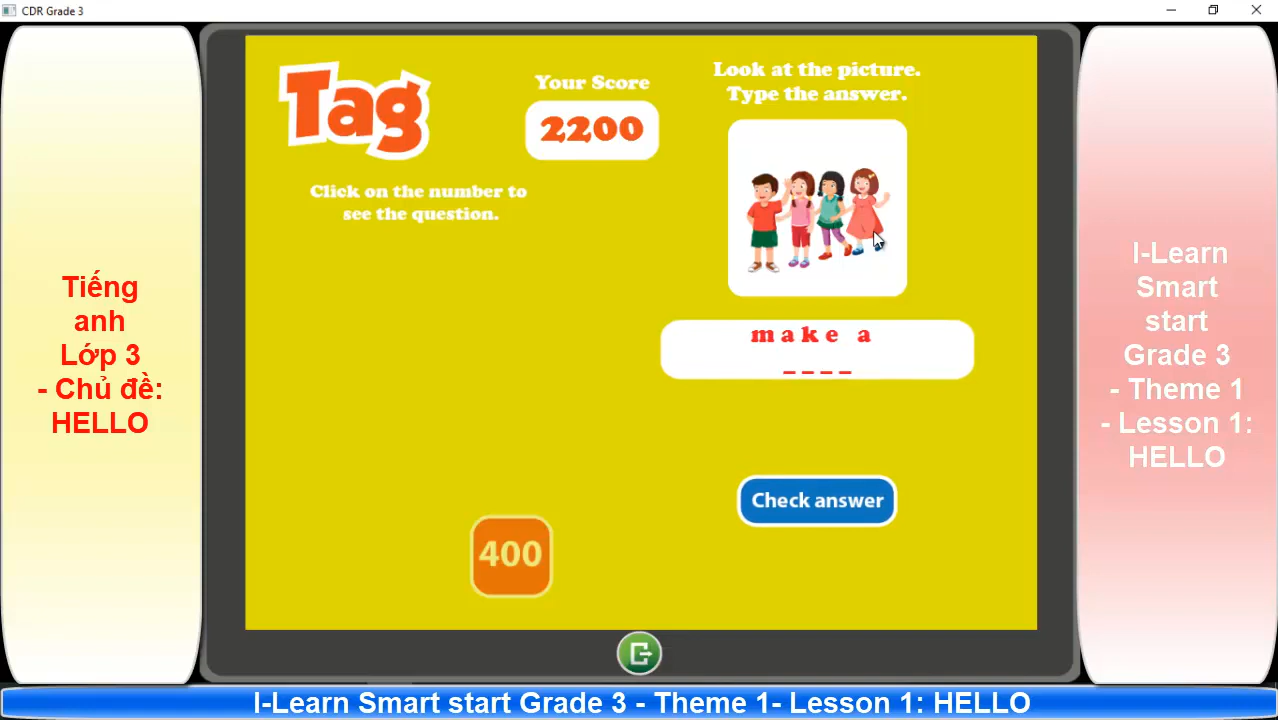 CDR Grade 3
Tag
Click on the number to
see the question.
Your Score
2200
Look at the picture.
Type the answer.
make a
_ _ _ _
Check answer
400
Tiếng
anh
Lớp 3
- Chủ đề:
HELLO
I-Learn
Smart
start
Grade 3
- Theme 1
- Lesson 1:
HELLO
I-Learn Smart start Grade 3 - Theme 1- Lesson 1: HELLO